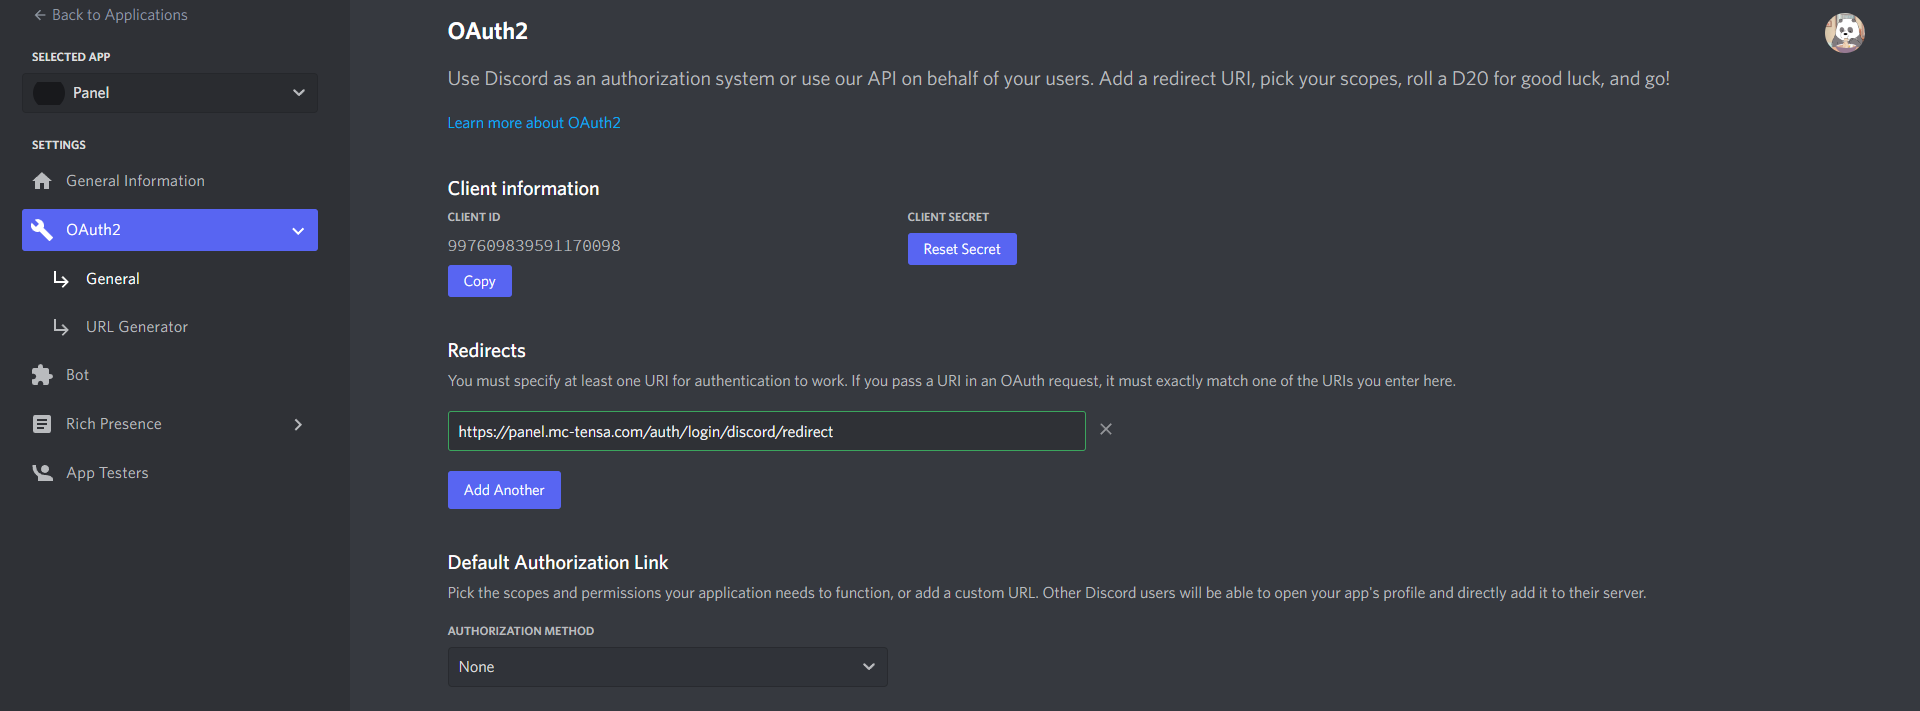 Back to Applications
SELECTED APP
Panel
SETTINGS
General Information
OAuth2
General
URL Generator
Bot
Rich Presence
App Testers
OAuth2
Use Discord as an authorization system or use our API on behalf of your users. Add a redirect URI, pick your scopes, roll a D20 for good luck, and go!
Learn more about OAuth2
Client information
CLIENT ID
997609839591170098
Copy
CLIENT SECRET
Reset Secret
Redirects
You must specify at least one URI for authentication to work. If you pass a URI in an OAuth request, it must exactly match one of the URIs you enter here.
https://panel.mc-tensa.com/auth/login/discord/redirect
Add Another
Default Authorization Link
Pick the scopes and permissions your application needs to function, or add a custom URL. Other Discord users will be able to open your app's profile and directly add it to their server.
AUTHORIZATION METHOD
None